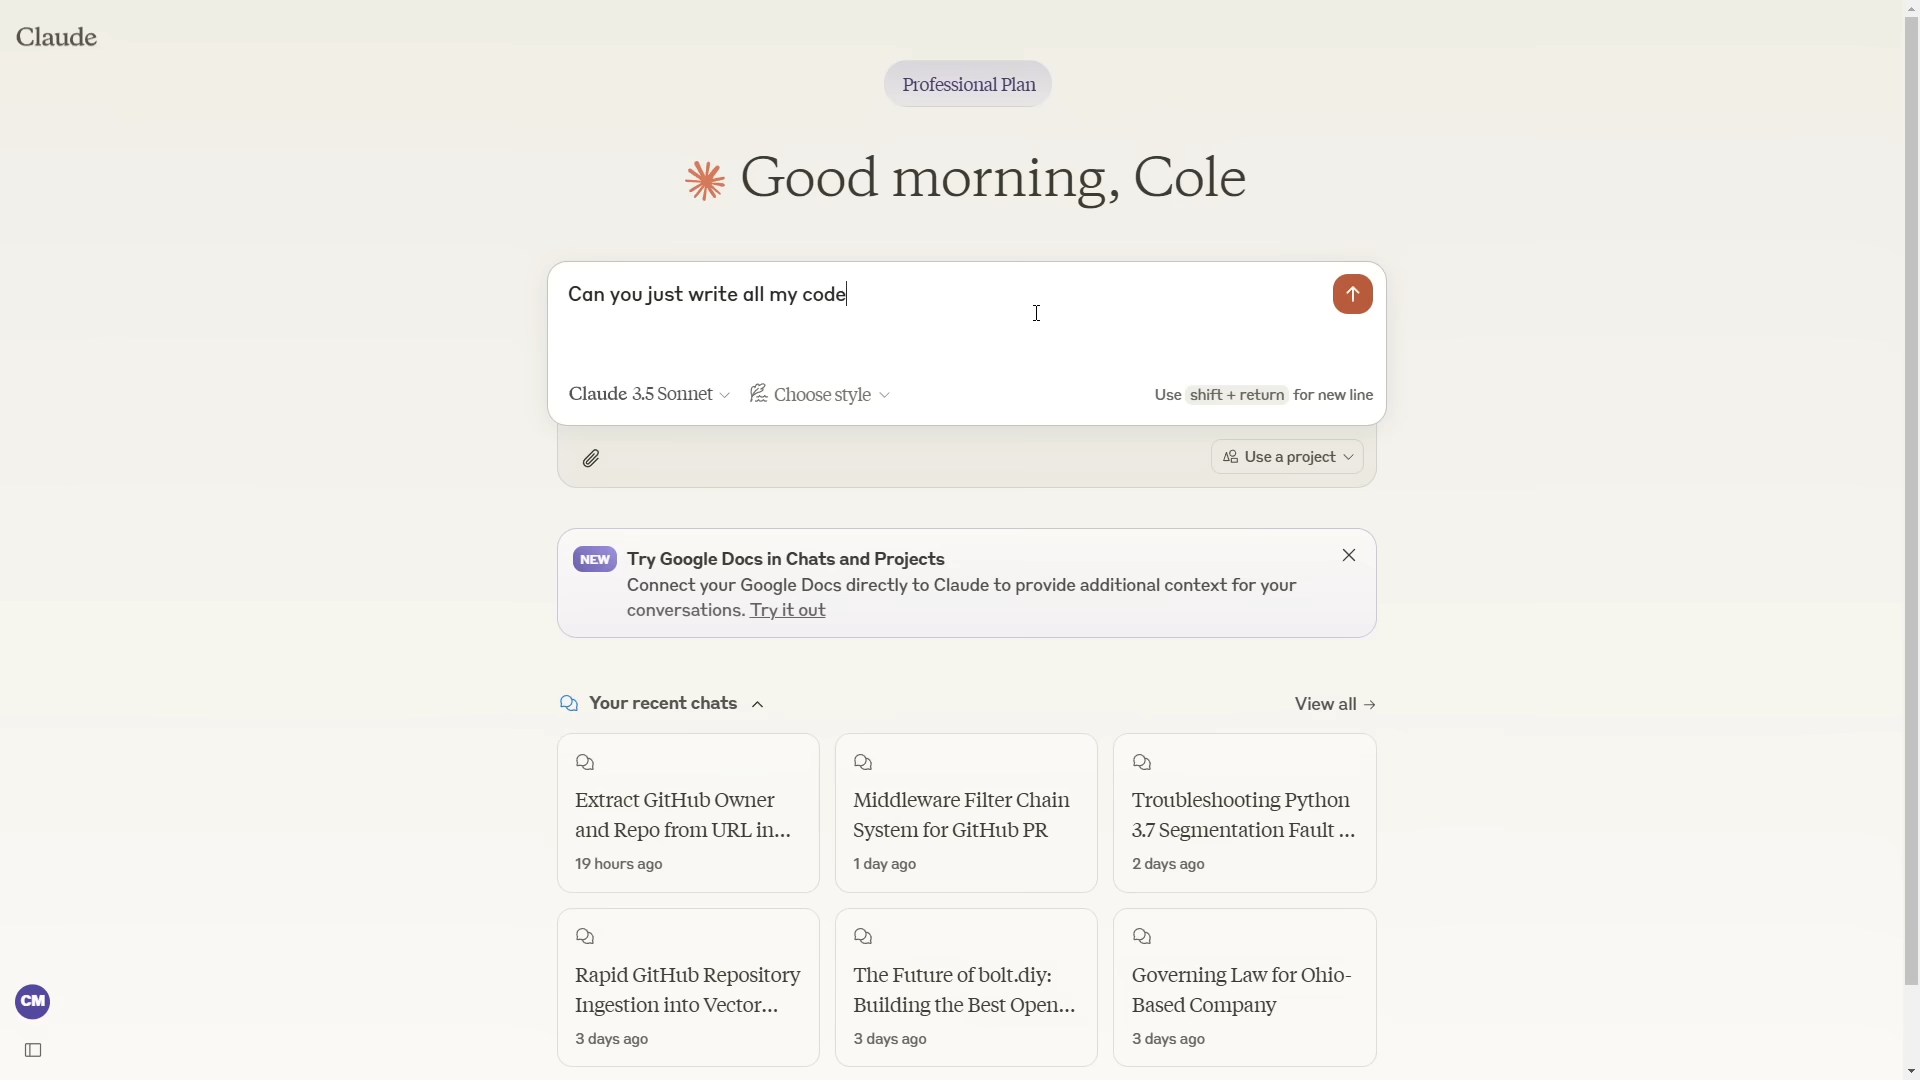 Claude
Professional Plan
Good morning, Cole
Can you just write all my code
Claude 3.5 Sonnet
Choose style
Use shift + return for new line
Use a project
NEW
Try Google Docs in Chats and Projects
Connect your Google Docs directly to Claude to provide additional context for your
conversations. Try it out
Your recent chats
View all →
Extract GitHub Owner
and Repo from URL in...
19 hours ago
Middleware Filter Chain
System for GitHub PR
1 day ago
Troubleshooting Python
3.7 Segmentation Fault ...
2 days ago
Rapid GitHub Repository
Ingestion into Vector...
3 days ago
The Future of bolt.diy:
Building the Best Open...
3 days ago
Governing Law for Ohio-
Based Company
3 days ago
CM